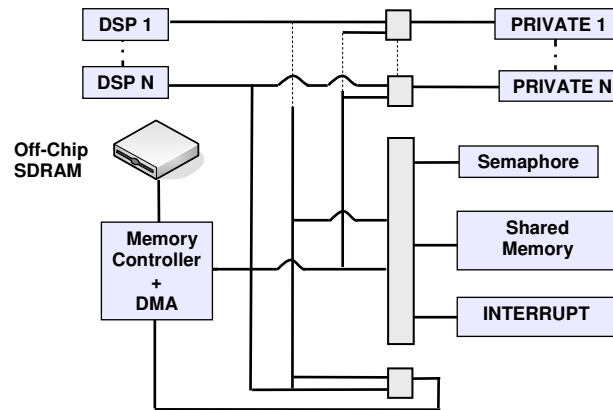 DSP 1
PRIVATE 1
DSP N
PRIVATE N
Off-Chip
SDRAM
Semaphore
Memory
Controller
+
DMA
Shared
Memory
INTERRUPT